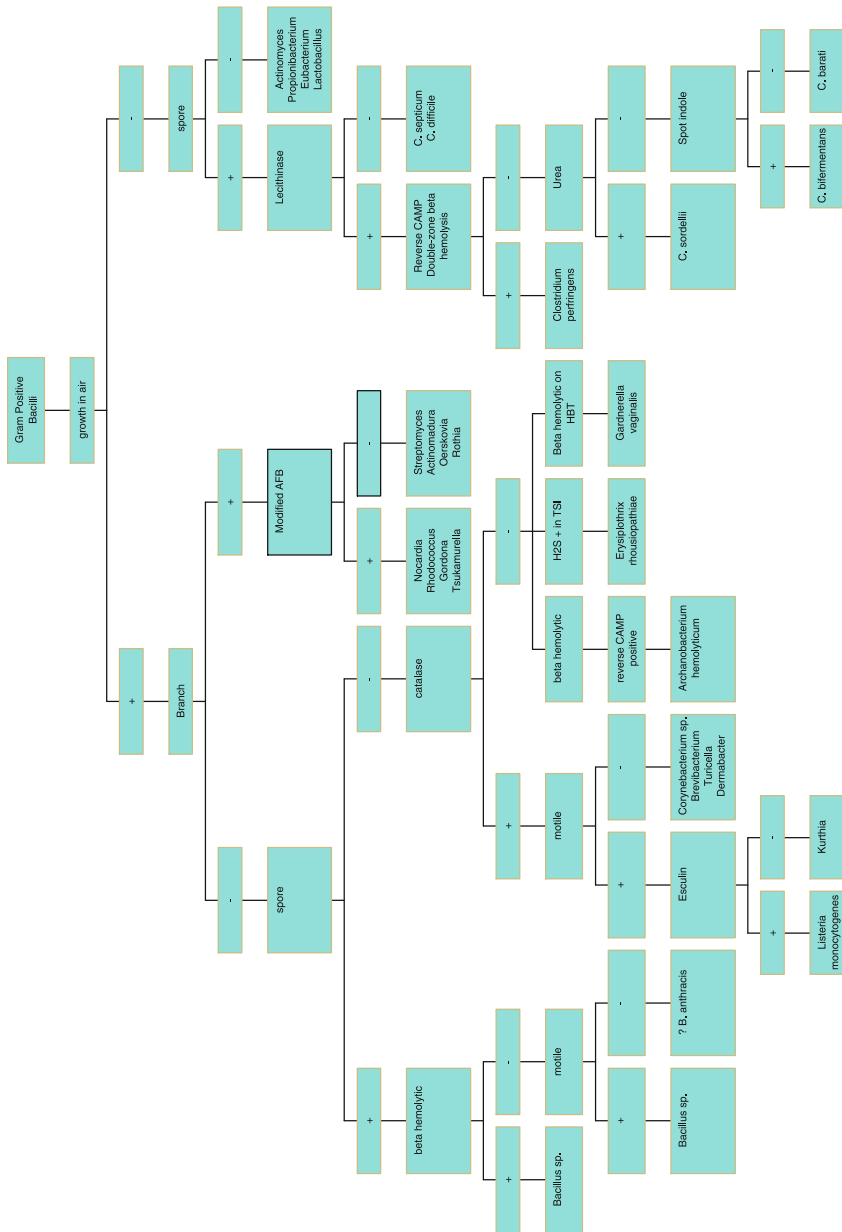 Gram Positive
Bacilli
growth in air
+
-
Branch
spore
-
+
+
-
spore
Modified AFB
Lecithinase
Actinomyces
Propionibacterium
Eubacterium
Lactobacillus
+
-
+
-
+
-
beta hemolytic
catalase
Nocardia
Rhodococcus
Gordona
Tsukamurella
Streptomyces
Actinomadura
Oerskovia
Rothia
Reverse CAMP
Double-zone beta
hemolysis
C. septicum
C. difficile
+
-
+
-
+
-
Bacillus sp.
motile
motile
beta hemolytic
H2S + in TSI
Beta hemolytic on
HBT
Clostridium
perfringens
Urea
+
-
+
-
reverse CAMP
positive
Erysiplothrix
rhousiopathiae
Gardnerella
vaginalis
+
-
Bacillus sp.
? B. anthracis
Esculin
Corynebacterium sp.
Brevibacterium
Turicella
Dermabacter
Archanobacterium
hemolyticum
C. sordellii
Spot indole
+
-
+
-
Listeria
monocytogenes
Kurthia
C. bifermentans
C. barati